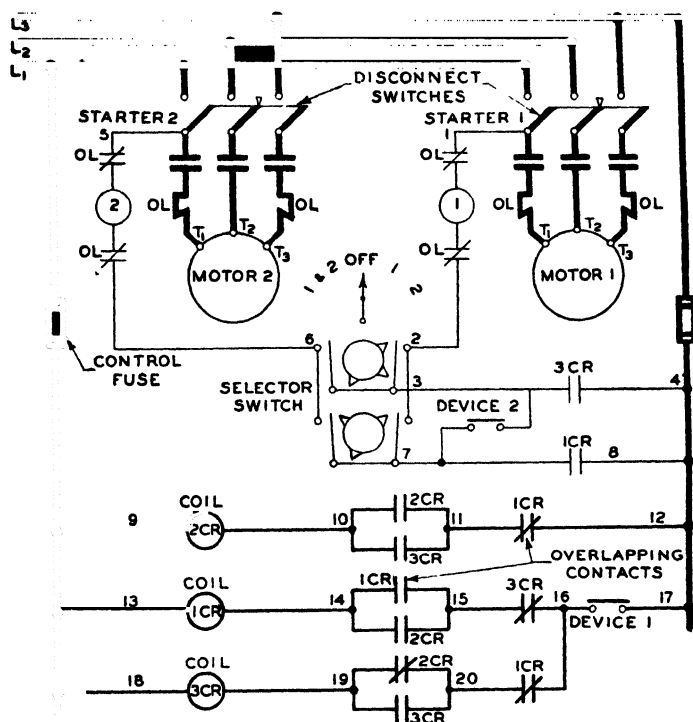 L3
L2
L1
DISCONNECT
SWITCHES
STARTER 2
STARTER 1
5
1
OL
OL
2
OL
OL
1
OL
OL
T1
T2
T3
T1
T2
T3
OL
OL
MOTOR 2
MOTOR 1
1 & 2
OFF
1
2
CONTROL
FUSE
6
2
SELECTOR
SWITCH
3
3CR
4
DEVICE 2
7
1CR
8
9
COIL
2CR
10
2CR
3CR
11
1CR
12
OVERLAPPING
CONTACTS
13
COIL
1CR
14
1CR
2CR
15
3CR
16
17
DEVICE 1
18
COIL
3CR
19
2CR
3CR
20
1CR